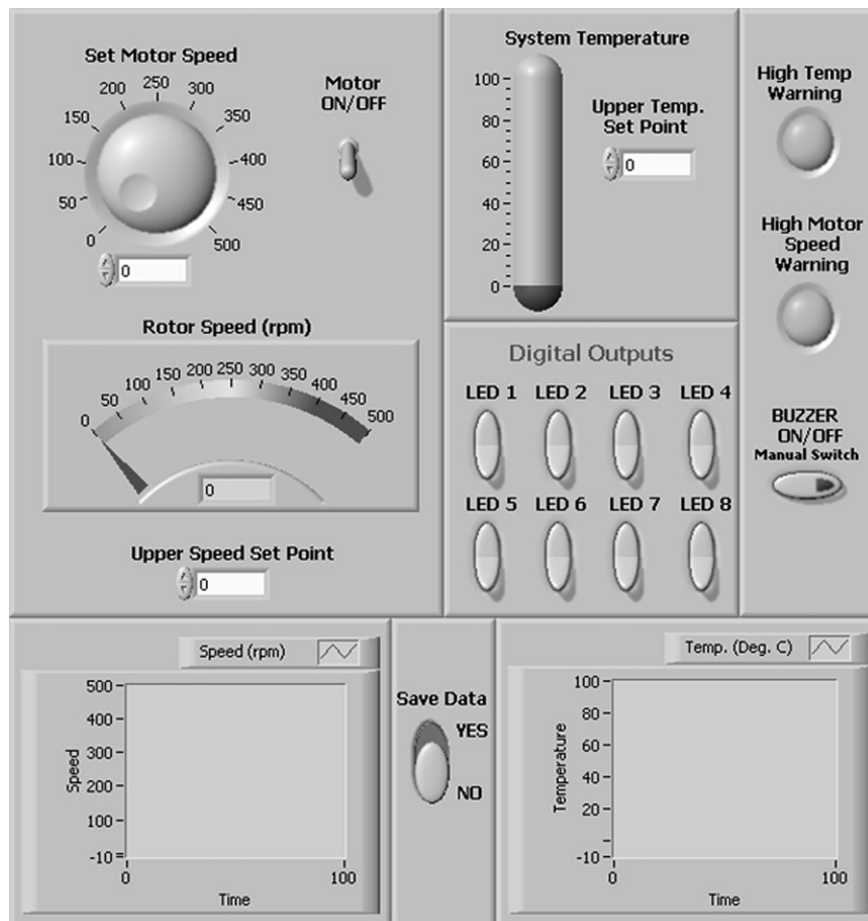 Set Motor Speed
0
50
100
150
200
250
300
350
400
450
500
0
Motor
ON/OFF
Rotor Speed (rpm)
0
50
100
150
200
250
300
350
400
450
500
0
Upper Speed Set Point
0
System Temperature
100
80
60
40
20
0
Upper Temp.
Set Point
0
Digital Outputs
LED 1 LED 2 LED 3 LED 4
LED 5 LED 6 LED 7 LED 8
High Temp
Warning
High Motor
Speed
Warning
BUZZER
ON/OFF
Manual Switch
Speed (rpm)
500
400
300
200
100
-10
Speed
0 100
Time
Save Data
YES
NO
Temp. (Deg. C)
100
80
60
40
20
-10
Temperature
0 100
Time